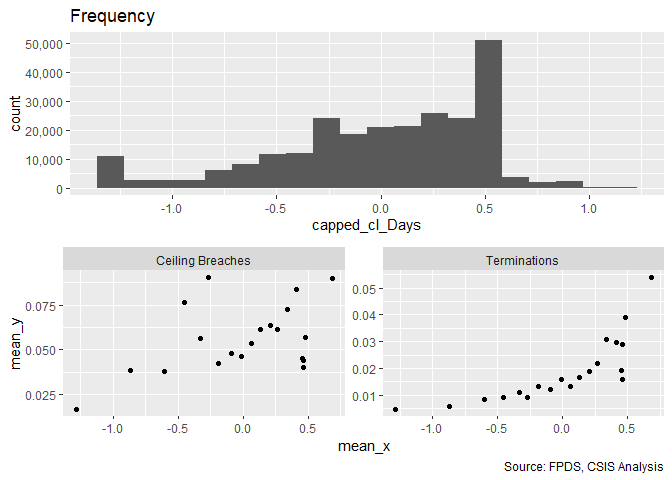 Frequency
50,000
40,000
30,000
20,000
10,000
0
count
-1.0 -0.5 0.0 0.5 1.0
capped_cl_Days
Ceiling Breaches
Terminations
0.075
0.050
0.025
mean_y
0.05
0.04
0.03
0.02
0.01
-1.0 -0.5 0.0 0.5
-1.0 -0.5 0.0 0.5
mean_x
Source: FPDS, CSIS Analysis